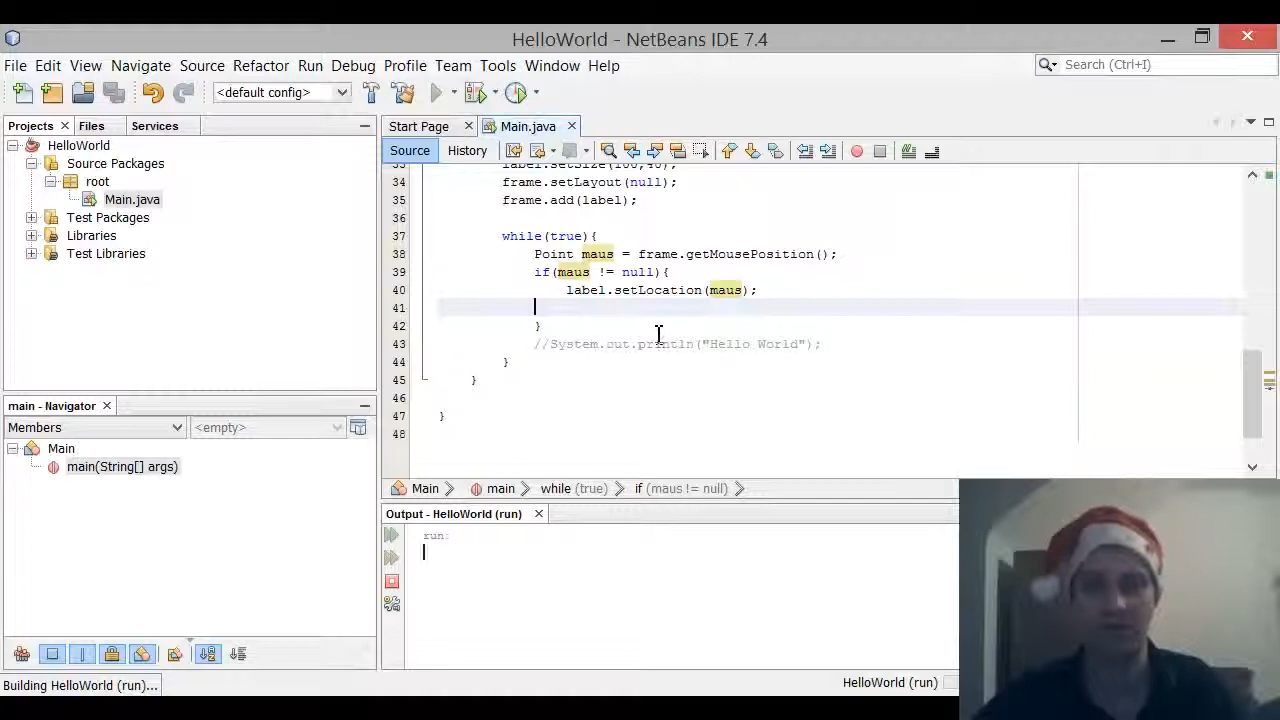 HelloWorld - NetBeans IDE 7.4
File Edit View Navigate Source Refactor Run Debug Profile Team Tools Window Help
Search (Ctrl+I)
<default config>
Projects Files Services
Start Page Main.java
HelloWorld
Source History
Source Packages
root
Main.java
Test Packages
Libraries
Test Libraries
34 frame.setLayout(null);
35 frame.add(label);
36
37 while(true){
38 Point maus = frame.getMousePosition();
39 if(maus != null){
40 label.setLocation(maus);
41
42 }
43 //System.out.println("Hello World");
44 }
45 }
46
47 }
48
main - Navigator
Members <empty>
Main
main(String[] args)
Main main while (true) if (maus != null)
Output - HelloWorld (run)
run:
Building HelloWorld (run)...
HelloWorld (run)